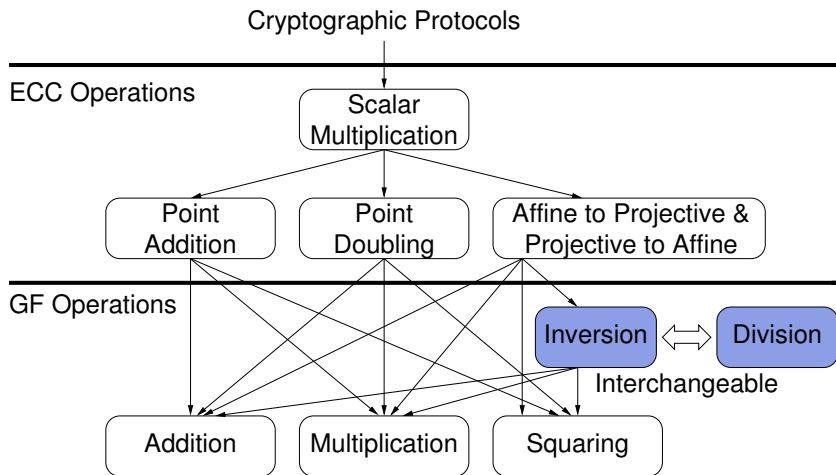 Cryptographic Protocols
ECC Operations
Scalar
Multiplication
Point
Addition
Point
Doubling
Affine to Projective &
Projective to Affine
GF Operations
Inversion
Division
Interchangeable
Addition
Multiplication
Squaring